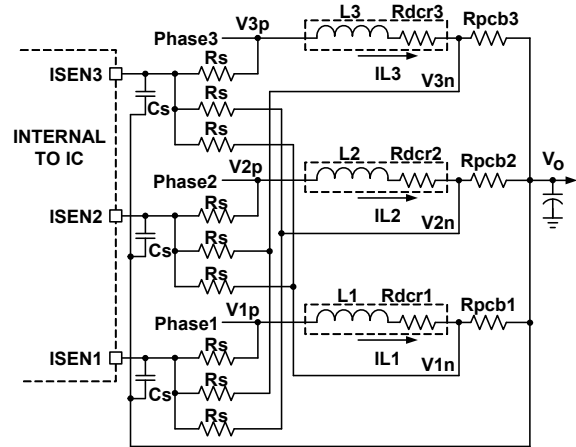 V3p L3 Rdcr3 Rpcb3
Phase3
Rs
ISEN3
IL3
V3n
Rs
Cs
Rs
INTERNAL
TO IC
V2p L2 Rdcr2 Rpcb2 Vo
Phase2
Rs
ISEN2
IL2
V2n
Rs
Cs
Rs
V1p L1 Rdcr1 Rpcb1
Phase1
Rs
ISEN1
IL1
V1n
Rs
Cs
Rs